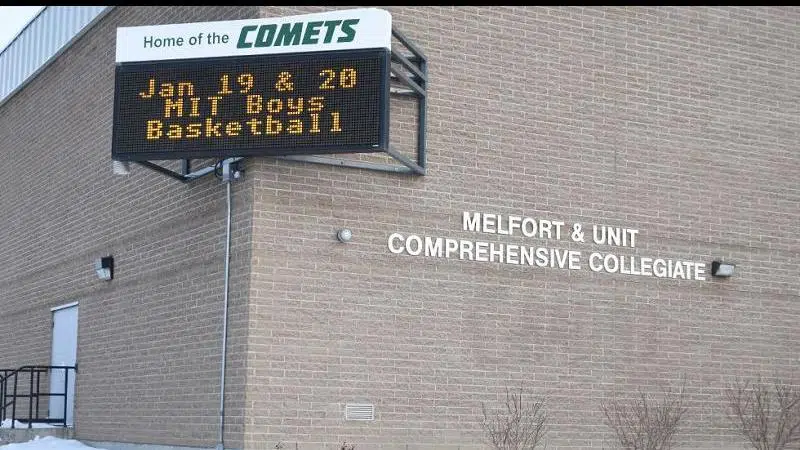 Home of the COMETS
Jan 19 & 20
MIT Boys
Basketball
MELFORT & UNIT
COMPREHENSIVE COLLEGIATE